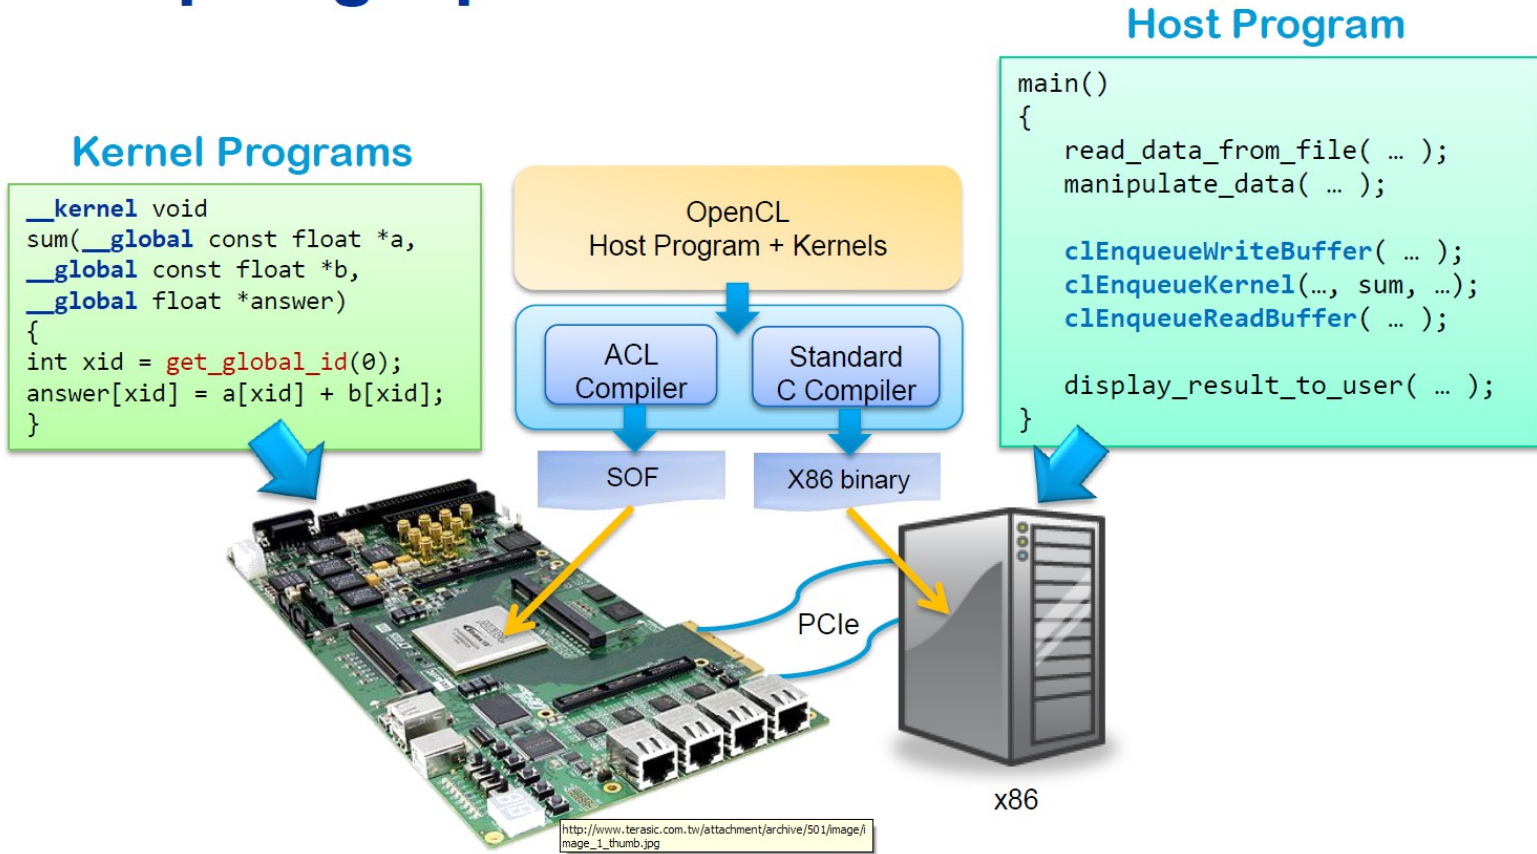 Host Program
main()
{
read_data_from_file( … );
manipulate_data( … );
clEnqueueWriteBuffer( … );
clEnqueueKernel(…, sum, …);
clEnqueueReadBuffer( … );
display_result_to_user( … );
}
Kernel Programs
__kernel void
sum(__global const float *a,
__global const float *b,
__global float *answer)
{
int xid = get_global_id(0);
answer[xid] = a[xid] + b[xid];
}
OpenCL
Host Program + Kernels
ACL
Compiler
Standard
C Compiler
SOF
X86 binary
PCIe
x86
http://www.terasic.com.tw/attachment/archive/501/image/i
mage_1_thumb.jpg